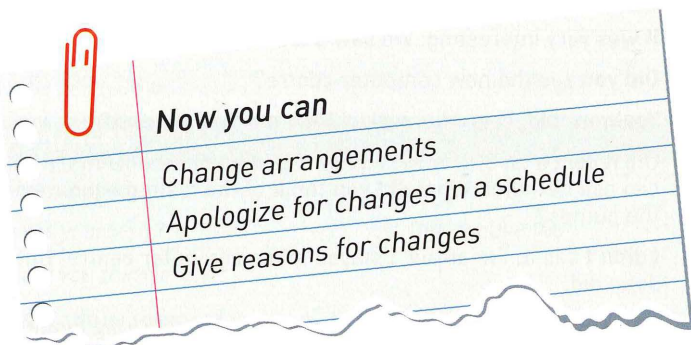 Now you can
Change arrangements
Apologize for changes in a schedule
Give reasons for changes